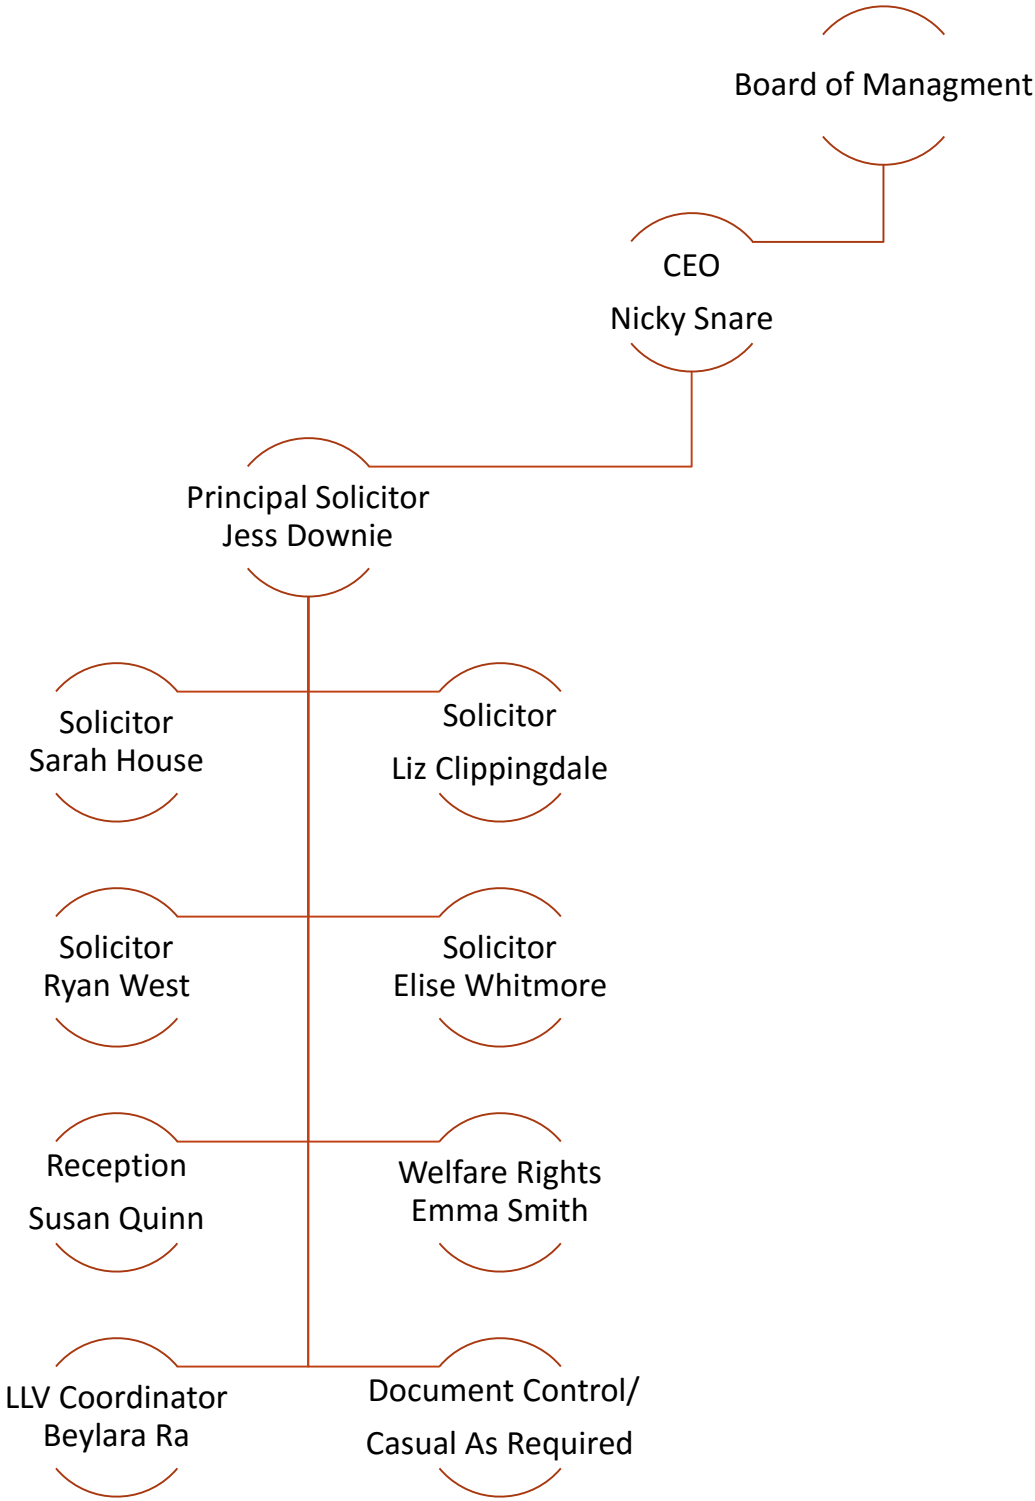 Board of Managment
CEO
Nicky Snare
Principal Solicitor
Jess Downie
Solicitor
Sarah House
Solicitor
Liz Clippingdale
Solicitor
Ryan West
Solicitor
Elise Whitmore
Reception
Susan Quinn
Welfare Rights
Emma Smith
LLV Coordinator
Beylara Ra
Document Control/
Casual As Required